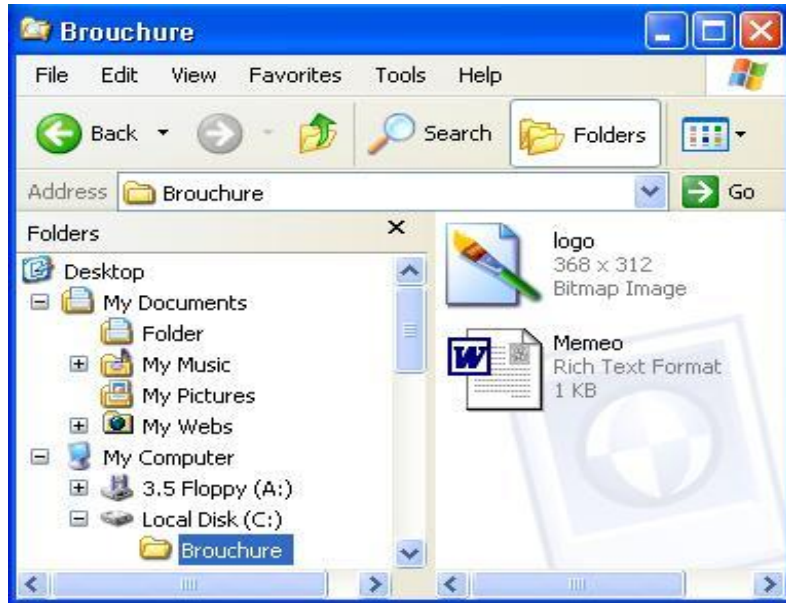 Brouchure
File Edit View Favorites Tools Help
Back Search Folders
Address Brouchure Go
Folders
Desktop
My Documents
Folder
My Music
My Pictures
My Webs
My Computer
3.5 Floppy (A:)
Local Disk (C:)
Brouchure
logo
368 x 312
Bitmap Image
W
Memeo
Rich Text Format
1 KB